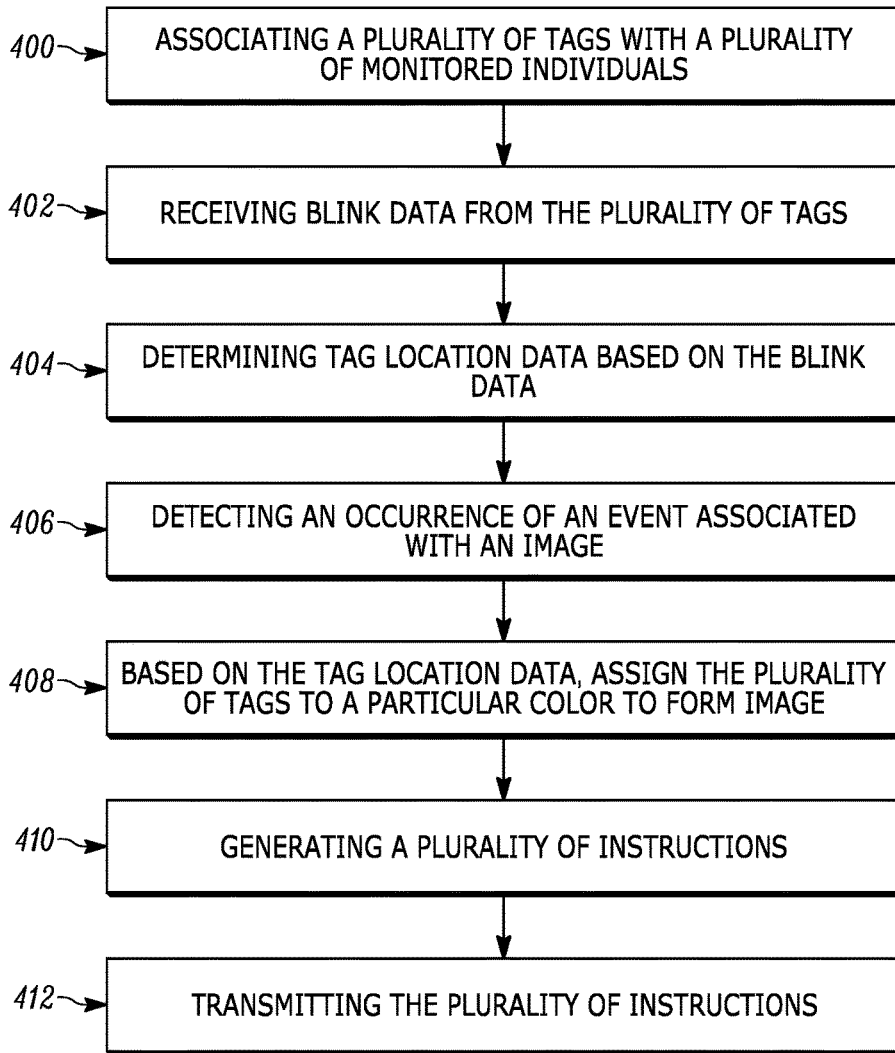 400
ASSOCIATING A PLURALITY OF TAGS WITH A PLURALITY
OF MONITORED INDIVIDUALS
402
RECEIVING BLINK DATA FROM THE PLURALITY OF TAGS
404
DETERMINING TAG LOCATION DATA BASED ON THE BLINK
DATA
406
DETECTING AN OCCURRENCE OF AN EVENT ASSOCIATED
WITH AN IMAGE
408
BASED ON THE TAG LOCATION DATA, ASSIGN THE PLURALITY
OF TAGS TO A PARTICULAR COLOR TO FORM IMAGE
410
GENERATING A PLURALITY OF INSTRUCTIONS
412
TRANSMITTING THE PLURALITY OF INSTRUCTIONS